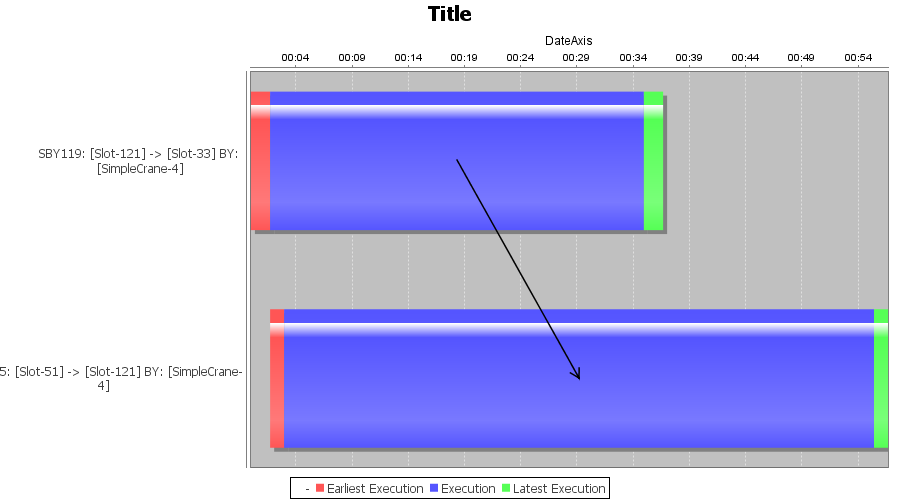 Title
DateAxis
00:04 00:09 00:14 00:19 00:24 00:29 00:34 00:39 00:44 00:49 00:54
SBY119: [Slot-121] -> [Slot-33] BY:
[SimpleCrane-4]
5: [Slot-51] -> [Slot-121] BY: [SimpleCrane-
4]
- Earliest Execution Execution Latest Execution